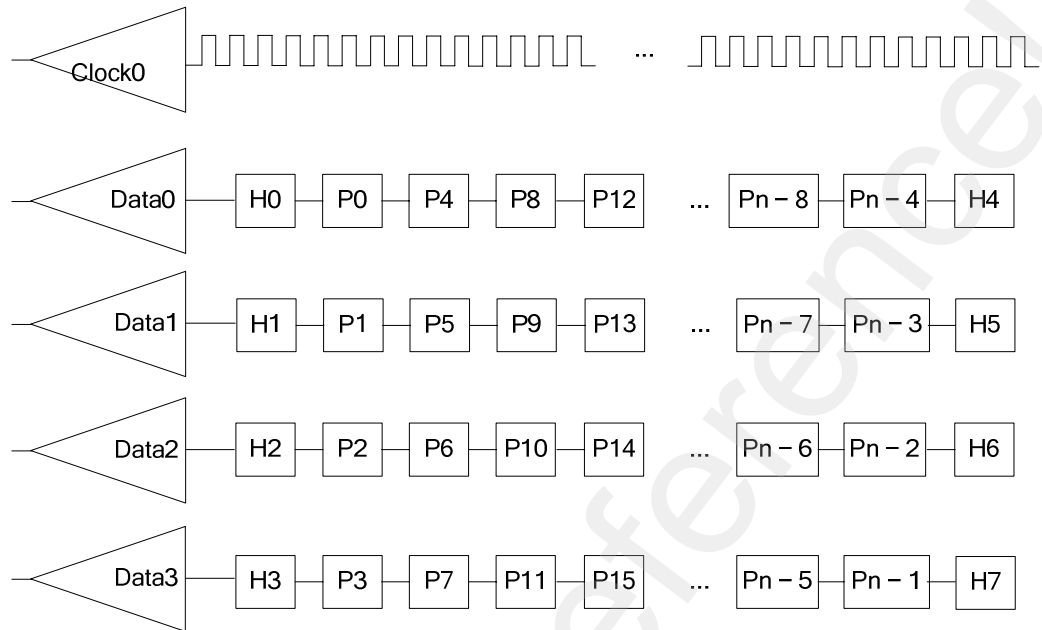 Clock0 ...
Data0 H0 P0 P4 P8 P12 ... Pn − 8 Pn − 4 H4
Data1 H1 P1 P5 P9 P13 ... Pn − 7 Pn − 3 H5
Data2 H2 P2 P6 P10 P14 ... Pn − 6 Pn − 2 H6
Data3 H3 P3 P7 P11 P15 ... Pn − 5 Pn − 1 H7